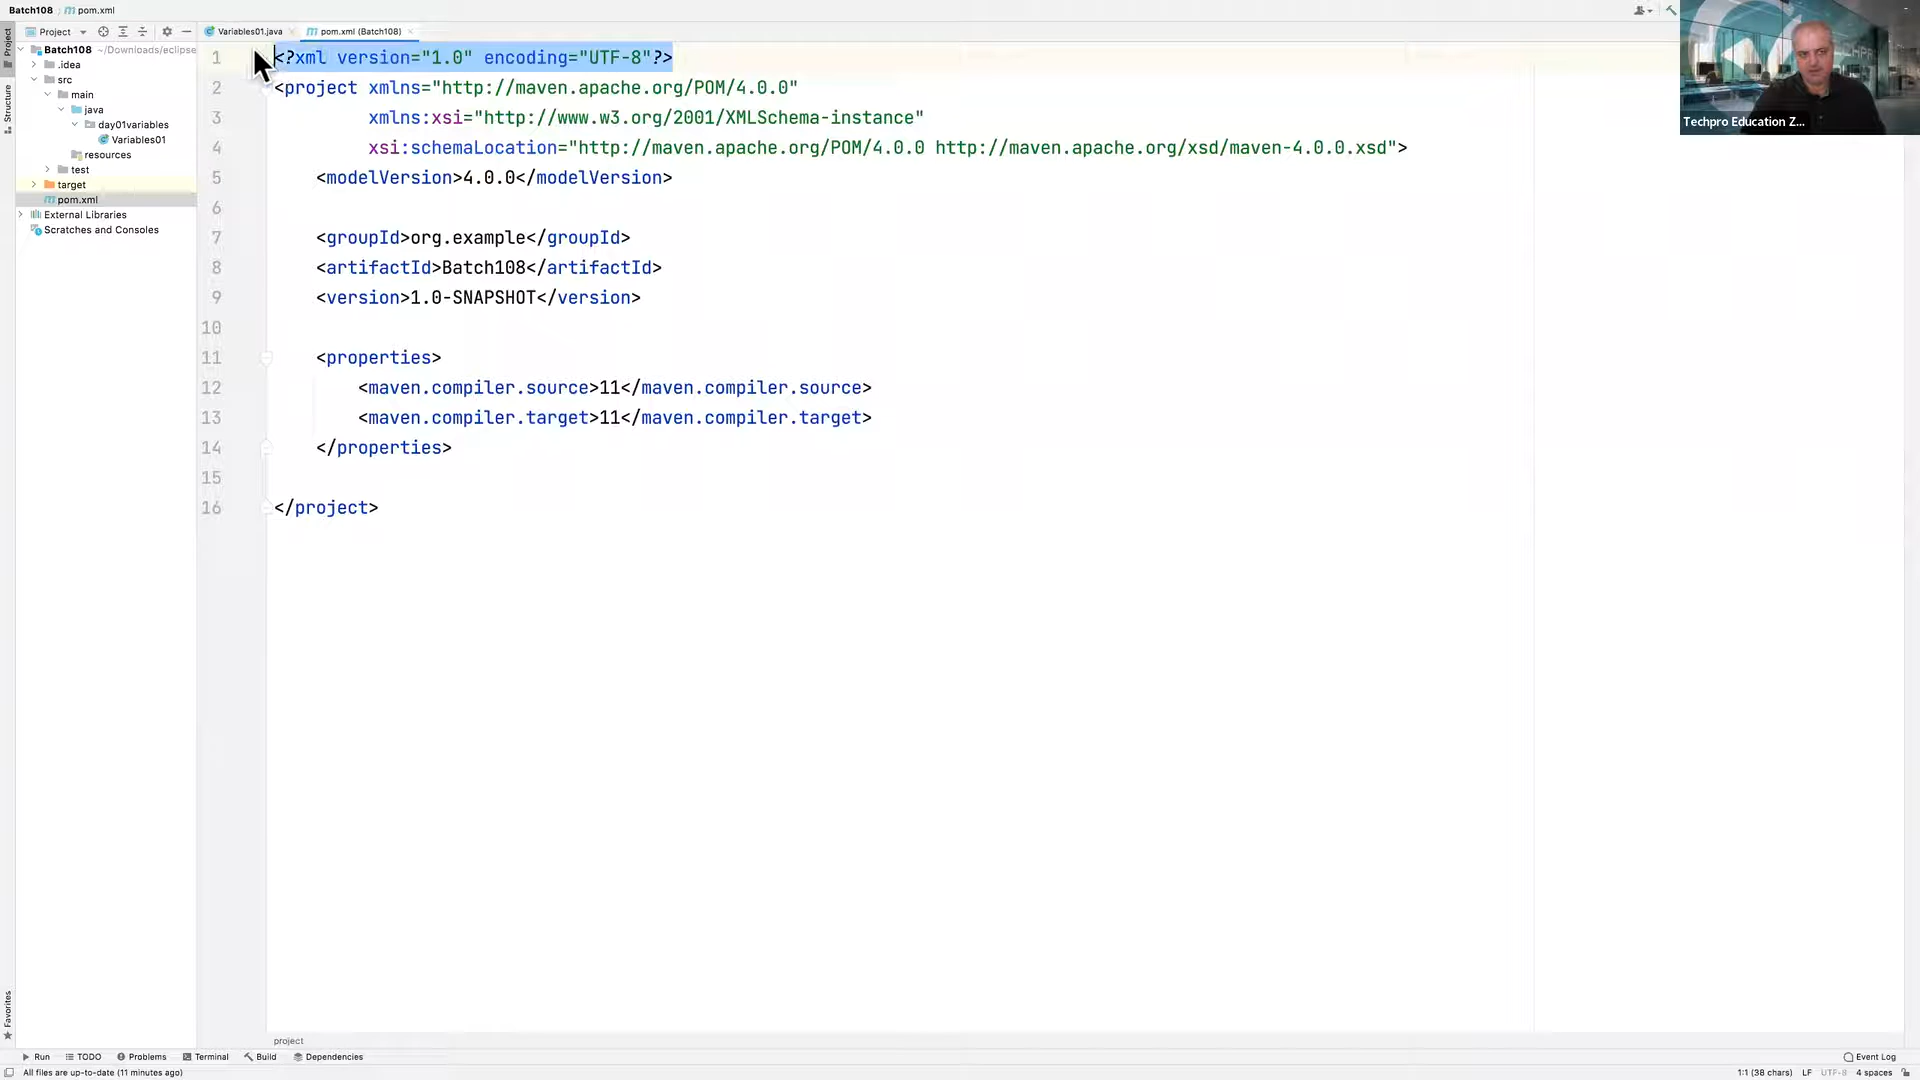 Batch108 pom.xml
Project
Variables01.java
pom.xml (Batch108)
Project
Structure
Favorites
Batch108 ~/Downloads/eclipse
.idea
src
main
java
day01variables
Variables01
resources
test
target
pom.xml
External Libraries
Scratches and Consoles
1 <?xml version="1.0" encoding="UTF-8"?>
2 <project xmlns="http://maven.apache.org/POM/4.0.0"
3 xmlns:xsi="http://www.w3.org/2001/XMLSchema-instance"
4 xsi:schemaLocation="http://maven.apache.org/POM/4.0.0 http://maven.apache.org/xsd/maven-4.0.0.xsd">
5 <modelVersion>4.0.0</modelVersion>
6
7 <groupId>org.example</groupId>
8 <artifactId>Batch108</artifactId>
9 <version>1.0-SNAPSHOT</version>
10
11 <properties>
12 <maven.compiler.source>11</maven.compiler.source>
13 <maven.compiler.target>11</maven.compiler.target>
14 </properties>
15
16 </project>
Techpro Education Z...
project
Run TODO Problems Terminal Build Dependencies
Event Log
All files are up-to-date (11 minutes ago)
1:1 (38 chars) LF UTF-8 4 spaces